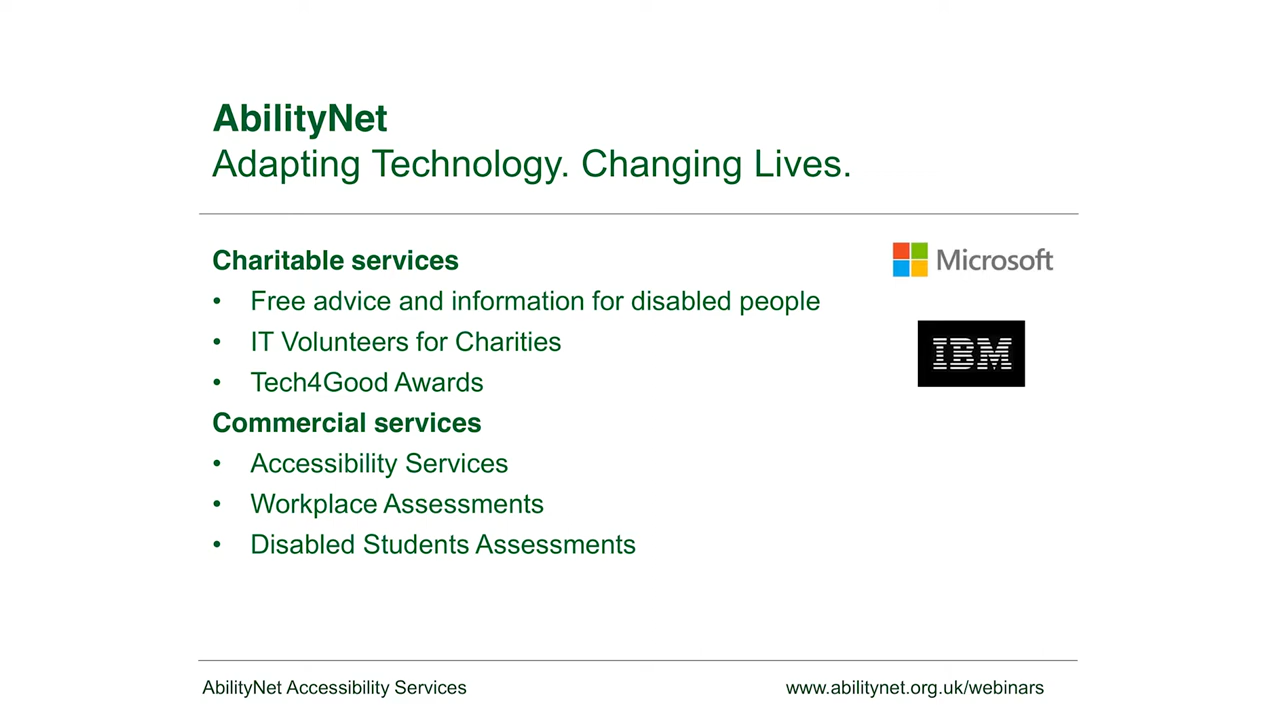 AbilityNet
Adapting Technology. Changing Lives.
Charitable services
• Free advice and information for disabled people
• IT Volunteers for Charities
• Tech4Good Awards
Commercial services
• Accessibility Services
• Workplace Assessments
• Disabled Students Assessments
Microsoft
IBM
AbilityNet Accessibility Services
www.abilitynet.org.uk/webinars